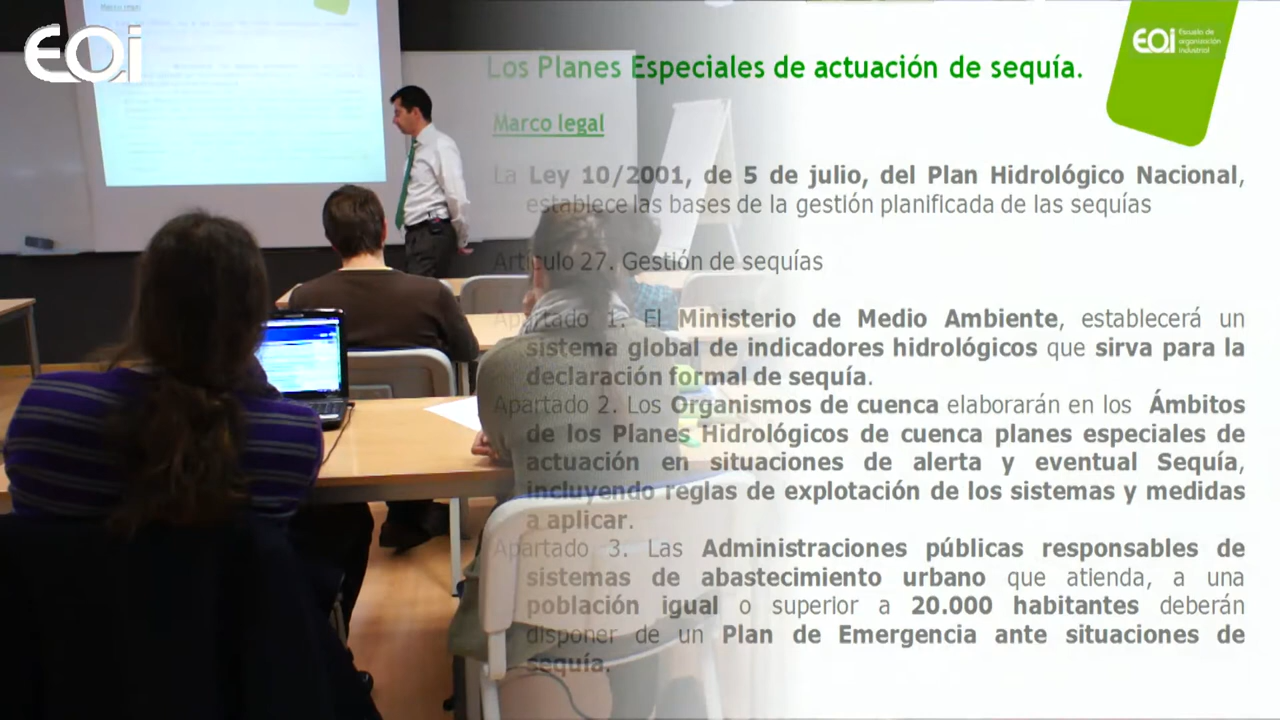 EOi
EOi Escuela de
organización
industrial
Los Planes Especiales de actuación de sequía.
Marco legal
La Ley 10/2001, de 5 de julio, del Plan Hidrológico Nacional,
establece las bases de la gestión planificada de las sequías
Artículo 27. Gestión de sequías
Apartado 1. El Ministerio de Medio Ambiente, establecerá un
sistema global de indicadores hidrológicos que sirva para la
declaración formal de sequía.
Apartado 2. Los Organismos de cuenca elaborarán en los Ámbitos
de los Planes Hidrológicos de cuenca planes especiales de
actuación en situaciones de alerta y eventual Sequía,
incluyendo reglas de explotación de los sistemas y medidas
a aplicar.
Apartado 3. Las Administraciones públicas responsables de
sistemas de abastecimiento urbano que atienda, a una
población igual o superior a 20.000 habitantes deberán
disponer de un Plan de Emergencia ante situaciones de
sequía.